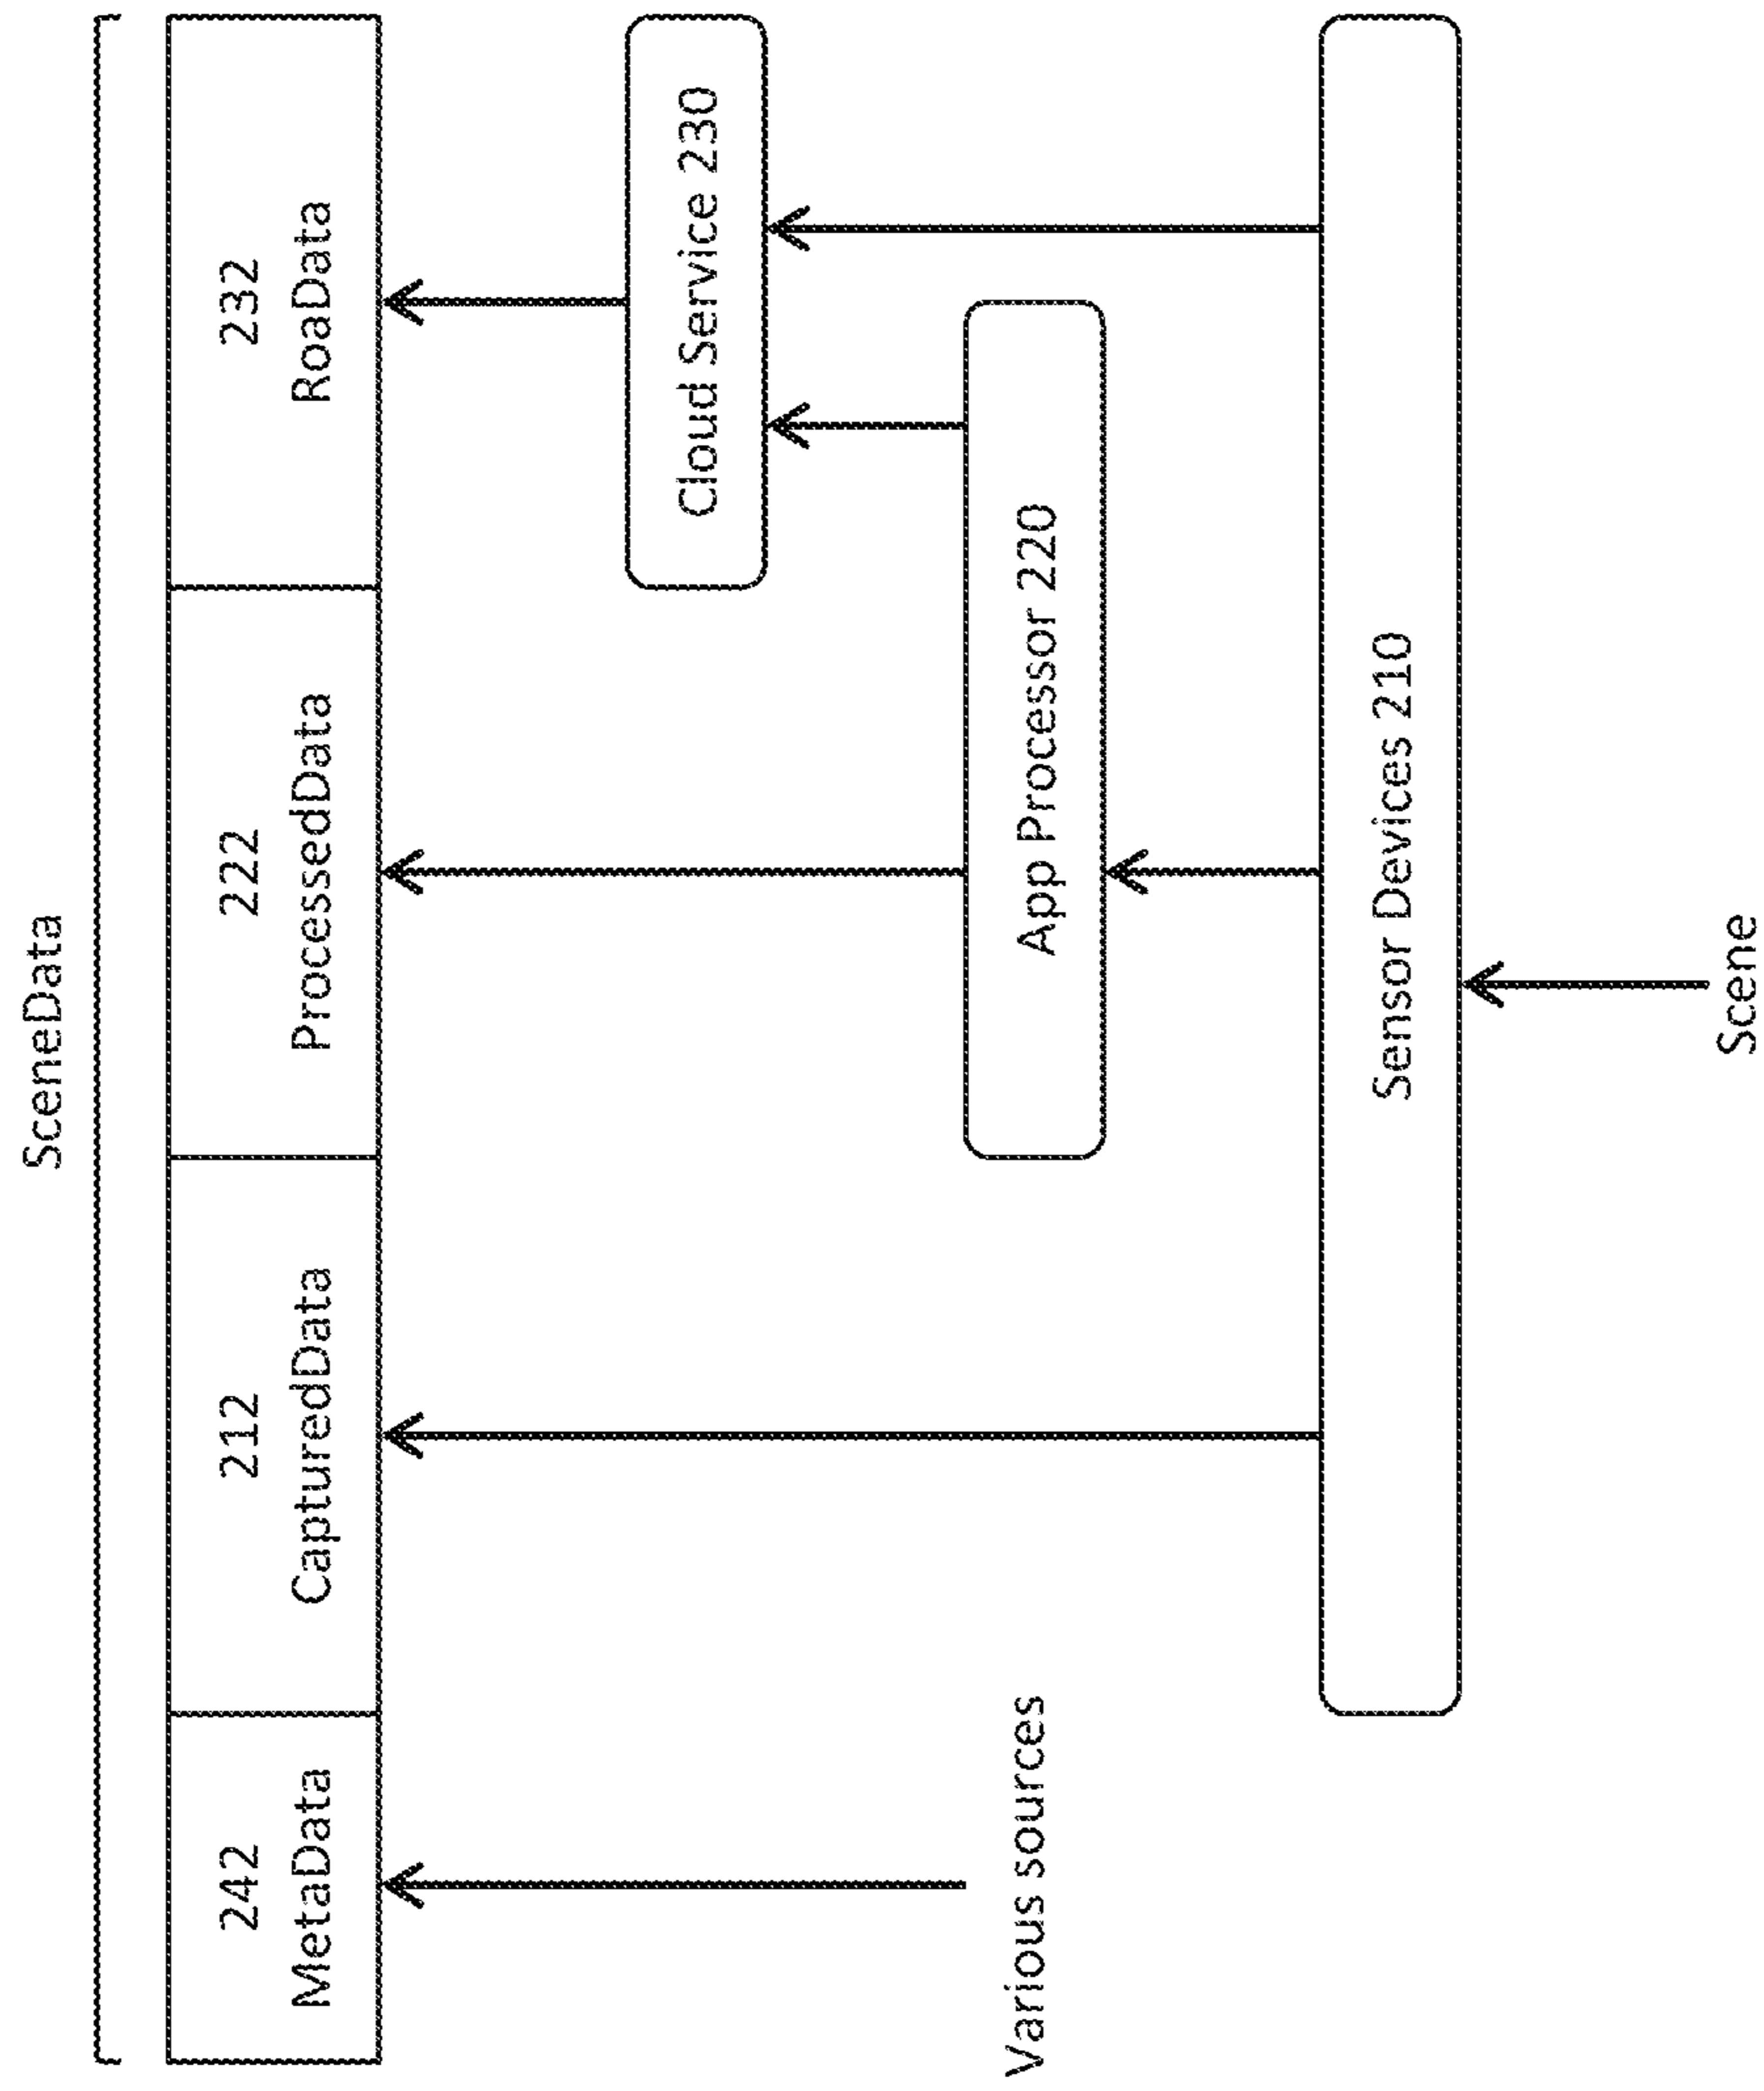 SceneData
242
MetaData
212
CapturedData
222
ProcessedData
232
RoaData
Cloud Service 230
Various sources
App Processor 220
Sensor Devices 210
Scene